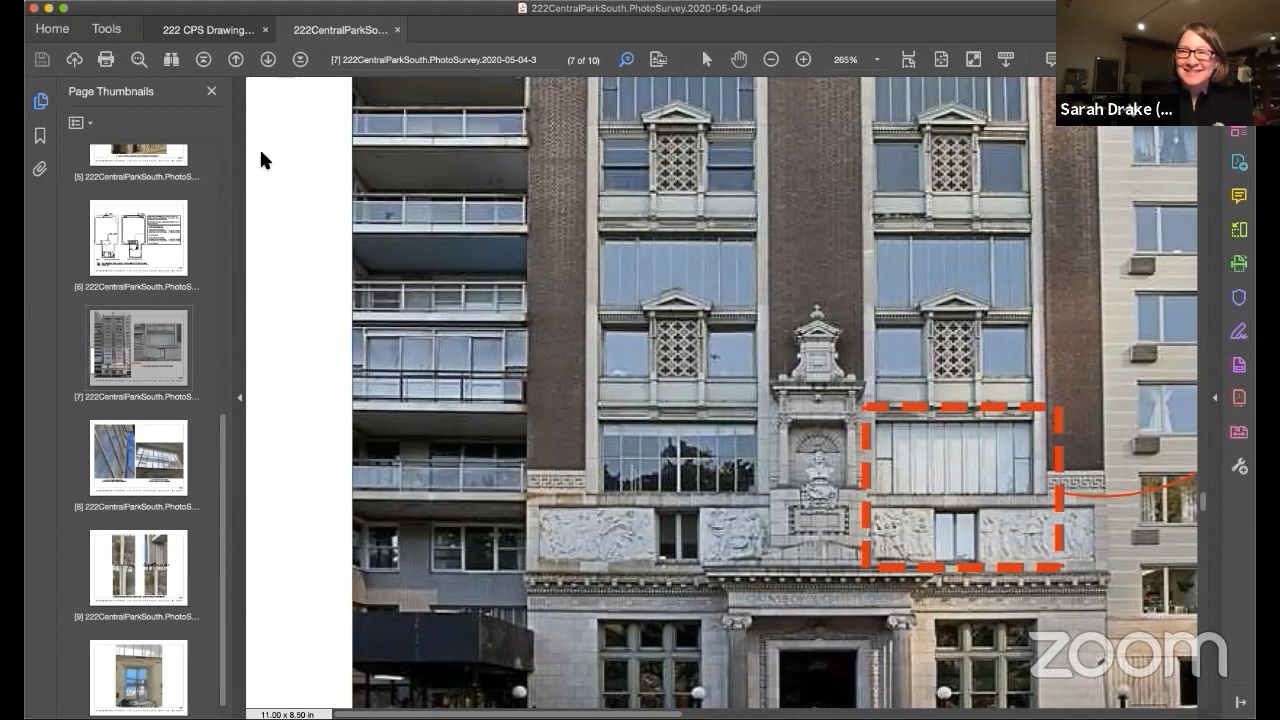 222CentralParkSouth.PhotoSurvey.2020-05-04.pdf
Home
Tools
222 CPS Drawing...
×
222CentralParkSo...
×
[7] 222CentralParkSouth.PhotoSurvey.2020-05-04-3
(7 of 10)
265%
Sarah Drake (...
Page Thumbnails
[5] 222CentralParkSouth.PhotoS...
[6] 222CentralParkSouth.PhotoS...
[7] 222CentralParkSouth.PhotoS...
[8] 222CentralParkSouth.PhotoS...
[9] 222CentralParkSouth.PhotoS...
zoom
11.00 x 8.50 in